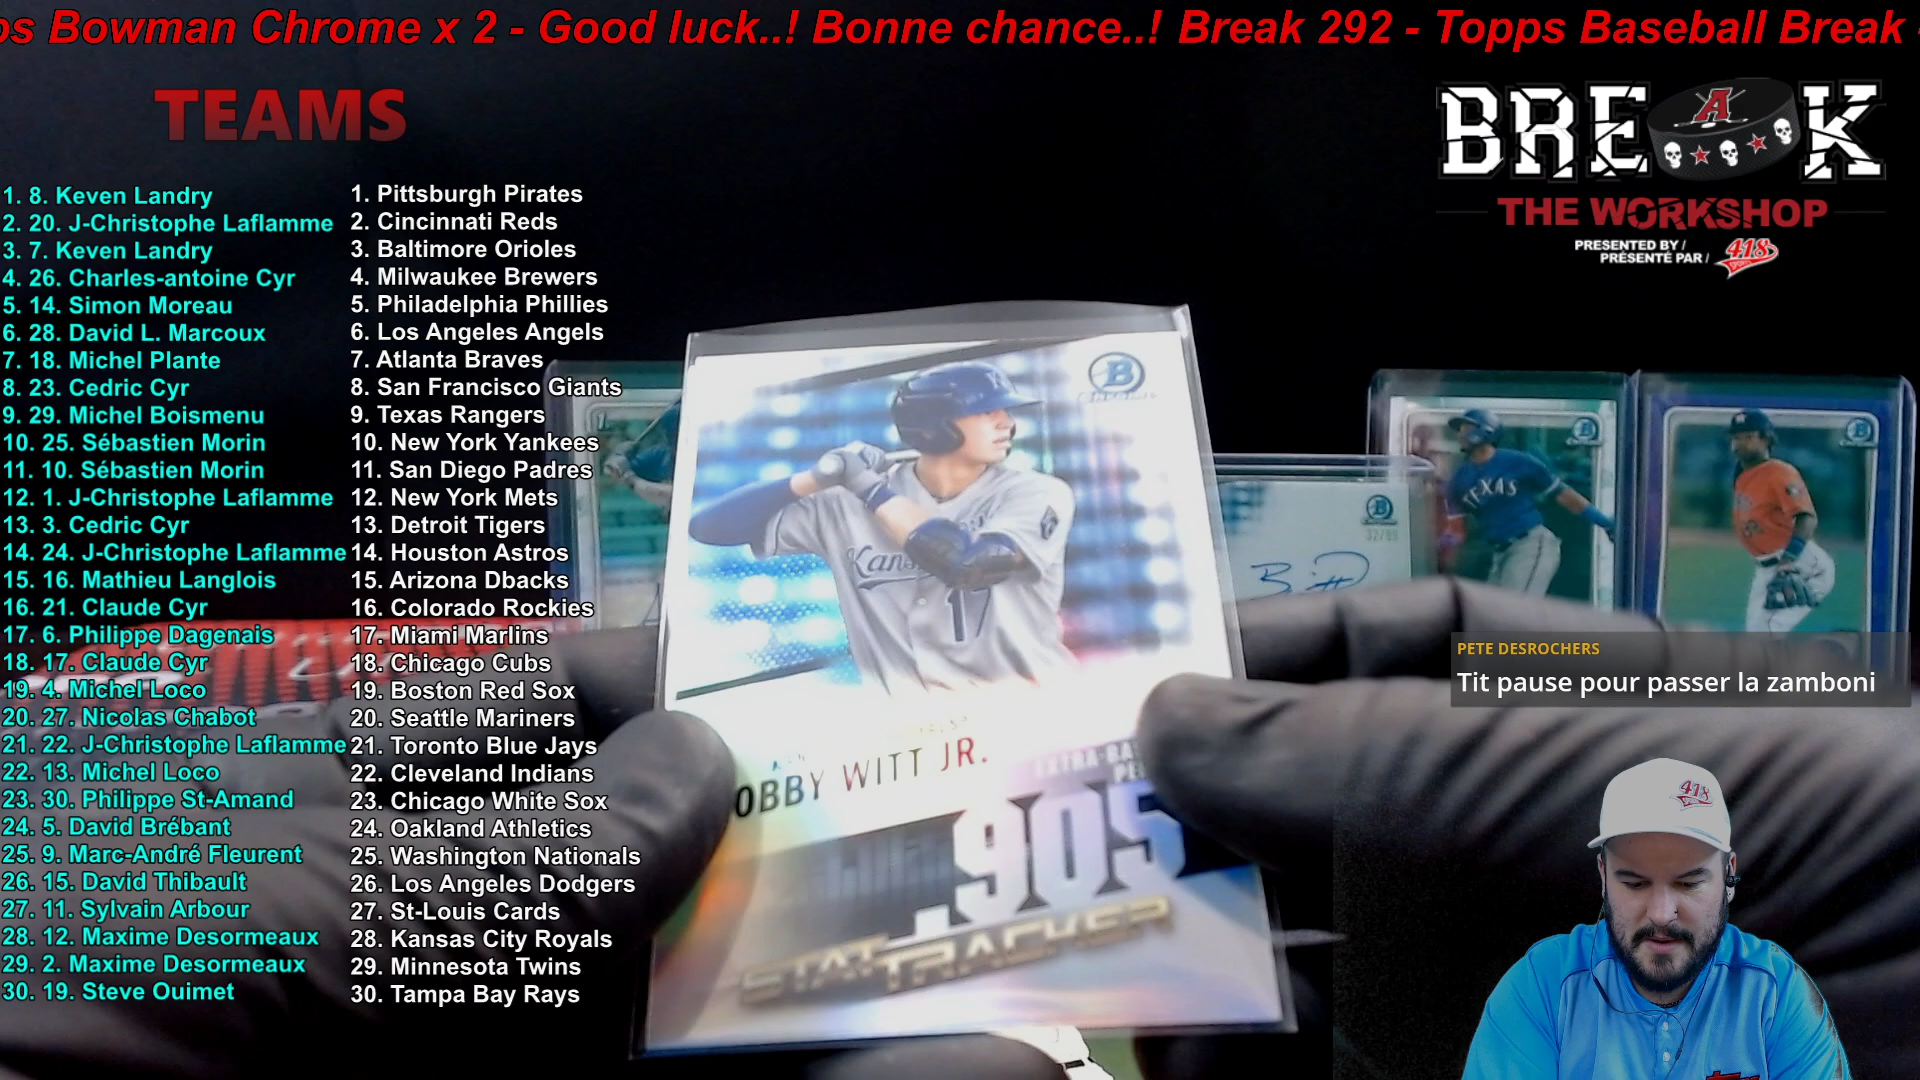 os Bowman Chrome x 2 - Good luck..! Bonne chance..! Break 292 - Topps Baseball Break
TEAMS
1. 8. Keven Landry
2. 20. J-Christophe Laflamme
3. 7. Keven Landry
4. 26. Charles-antoine Cyr
5. 14. Simon Moreau
6. 28. David L. Marcoux
7. 18. Michel Plante
8. 23. Cedric Cyr
9. 29. Michel Boismenu
10. 25. Sébastien Morin
11. 10. Sébastien Morin
12. 1. J-Christophe Laflamme
13. 3. Cedric Cyr
14. 24. J-Christophe Laflamme
15. 16. Mathieu Langlois
16. 21. Claude Cyr
17. 6. Philippe Dagenais
18. 17. Claude Cyr
19. 4. Michel Loco
20. 27. Nicolas Chabot
21. 22. J-Christophe Laflamme
22. 13. Michel Loco
23. 30. Philippe St-Amand
24. 5. David Brébant
25. 9. Marc-André Fleurent
26. 15. David Thibault
27. 11. Sylvain Arbour
28. 12. Maxime Desormeaux
29. 2. Maxime Desormeaux
30. 19. Steve Ouimet
1. Pittsburgh Pirates
2. Cincinnati Reds
3. Baltimore Orioles
4. Milwaukee Brewers
5. Philadelphia Phillies
6. Los Angeles Angels
7. Atlanta Braves
8. San Francisco Giants
9. Texas Rangers
10. New York Yankees
11. San Diego Padres
12. New York Mets
13. Detroit Tigers
14. Houston Astros
15. Arizona Dbacks
16. Colorado Rockies
17. Miami Marlins
18. Chicago Cubs
19. Boston Red Sox
20. Seattle Mariners
21. Toronto Blue Jays
22. Cleveland Indians
23. Chicago White Sox
24. Oakland Athletics
25. Washington Nationals
26. Los Angeles Dodgers
27. St-Louis Cards
28. Kansas City Royals
29. Minnesota Twins
30. Tampa Bay Rays
B
Kans
17
OBBY WITT JR.
.905
STAT
TRACKER
BREAK
A
THE WORKSHOP
PRESENTED BY /
PRÉSENTÉ PAR /
418
SPORTS
TEXAS
PETE DESROCHERS
Tit pause pour passer la zamboni
418